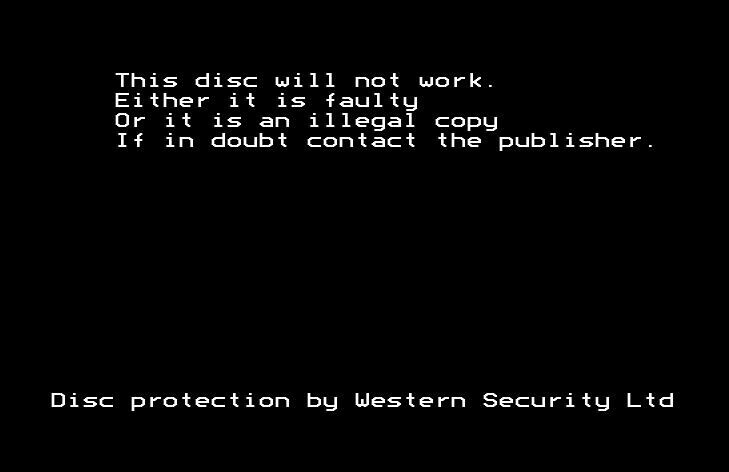 This disc will not work.
Either it is faulty
Or it is an illegal copy
If in doubt contact the publisher.
Disc protection by Western Security Ltd